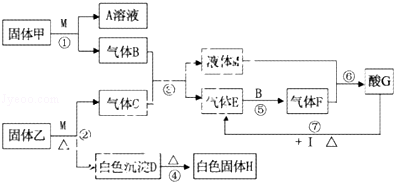 M
A溶液
固体甲
①
气体B
液体M
⑥
酸G
③
气体E
B
⑤
气体F
气体C
M
固体乙
②
△
⑦
+ I △
白色沉淀D
△
④
白色固体H